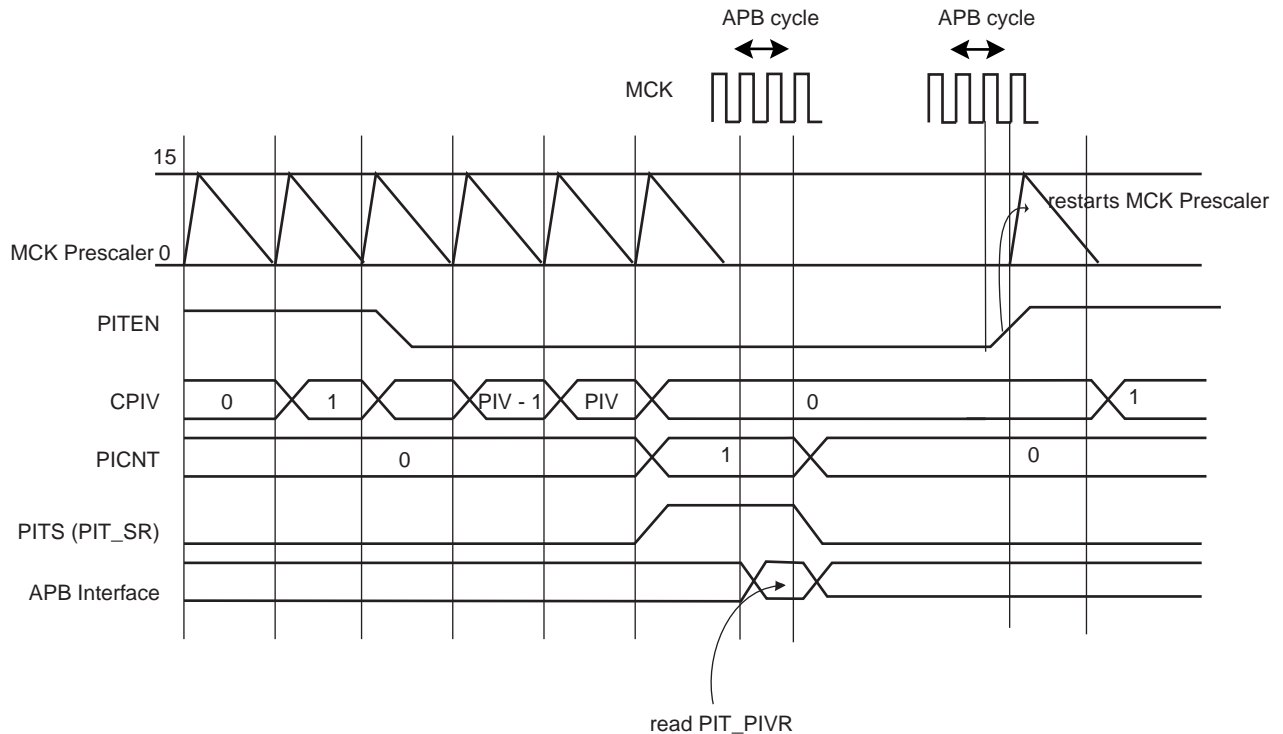 APB cycle APB cycle
MCK
15
restarts MCK Prescaler
MCK Prescaler 0
PITEN
CPIV 0 1 PIV - 1 PIV 0 1
PICNT 0 1 0
PITS (PIT_SR)
APB Interface
read PIT_PIVR